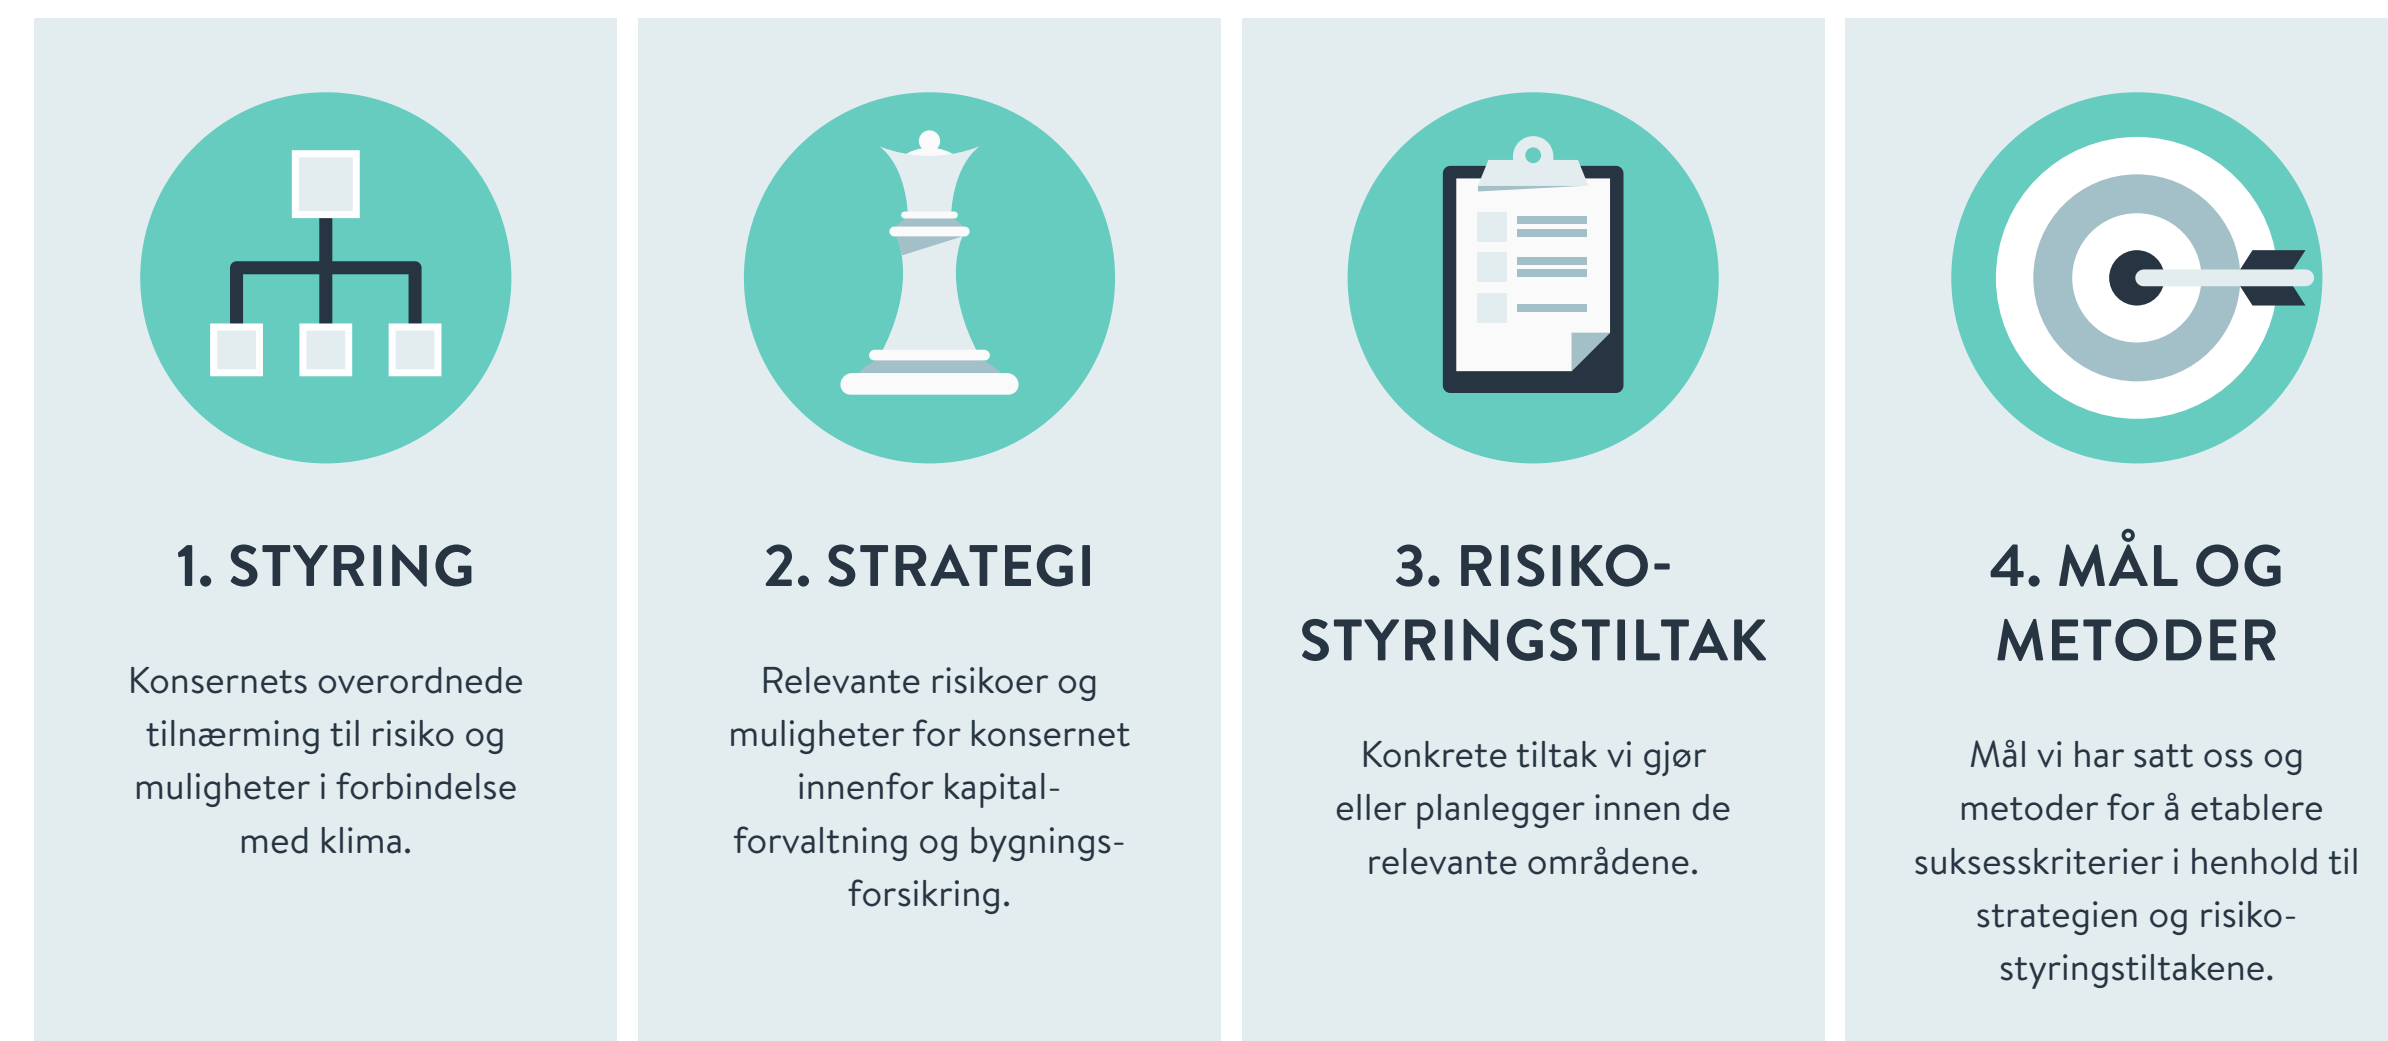 1. STYRING
Konsernets overordnede
tilnærming til risiko og
muligheter i forbindelse
med klima.
2. STRATEGI
Relevante risikoer og
muligheter for konsernet
innenfor kapital-
forvaltning og bygnings-
forsikring.
3. RISIKO-
STYRINGSTILTAK
Konkrete tiltak vi gjør
eller planlegger innen de
relevante områdene.
4. MÅL OG
METODER
Mål vi har satt oss og
metoder for å etablere
suksesskriterier i henhold til
strategien og risiko-
styringstiltakene.